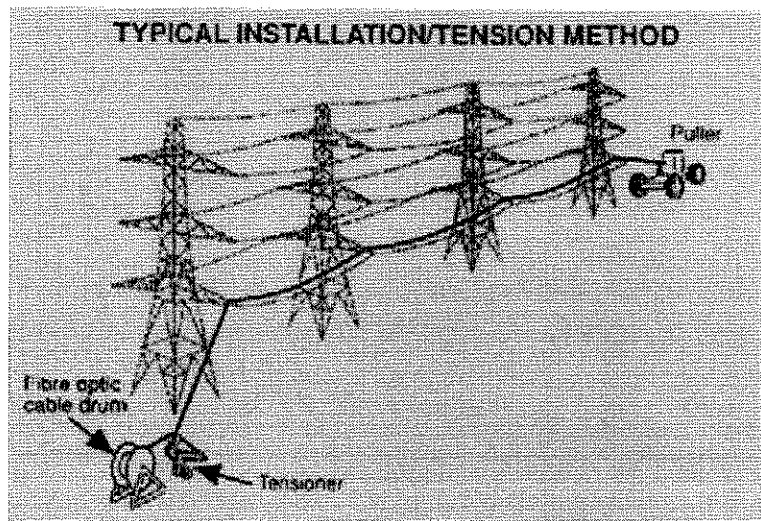 TYPICAL INSTALLATION/TENSION METHOD
Puller
Fibre optic
cable drum
Tensioner